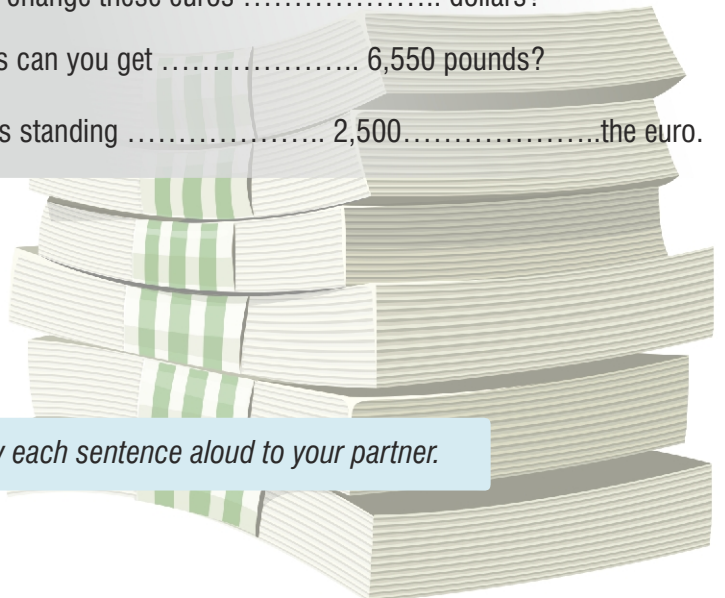 change these euros ……………….. dollars?
s can you get ……………….. 6,550 pounds?
s standing ……………….. 2,500………………..the euro.
each sentence aloud to your partner.